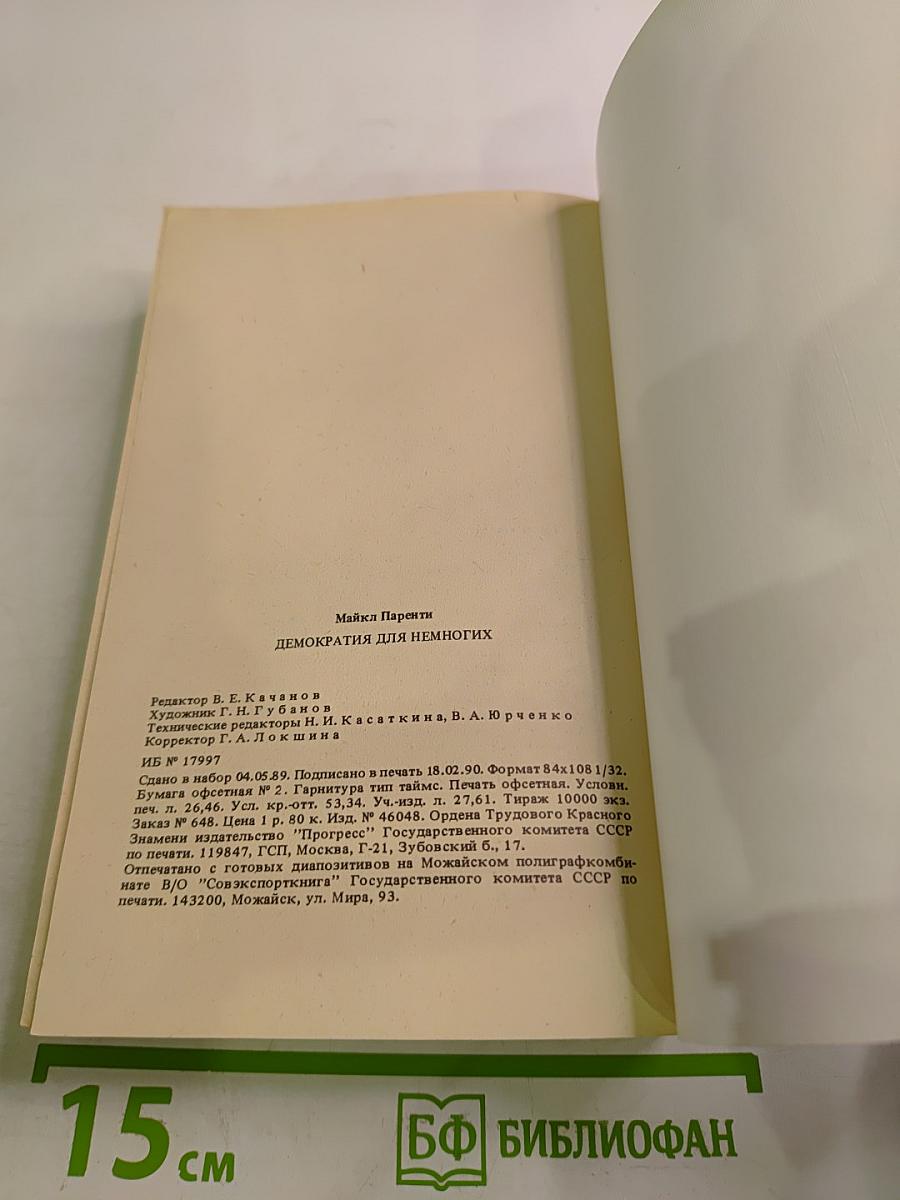 Майкл Паренти
ДЕМОКРАТИЯ ДЛЯ НЕМНОГИХ
Редактор В. Е. Качанов
Художник Г. Н. Губанов
Технические редакторы Н. И. Касаткина, В. А. Юрченко
Корректор Г. А. Локшина
ИБ № 17997
Сдано в набор 04.05.89. Подписано в печать 18.02.90. Формат 84х108 1/32.
Бумага офсетная № 2. Гарнитура тип таймс. Печать офсетная. Условн.
печ. л. 26,46. Усл. кр.-отт. 53,34. Уч.-изд. л. 27,61. Тираж 10000 экз.
Заказ № 648. Цена 1 р. 80 к. Изд. № 46048. Ордена Трудового Красного
Знамени издательство "Прогресс" Государственного комитета СССР
по печати. 119847, ГСП, Москва, Г-21, Зубовский б., 17.
Отпечатано с готовых диапозитивов на Можайском полиграфкомби-
нате В/О "Совэкспорткнига" Государственного комитета СССР по
печати. 143200, Можайск, ул. Мира, 93.
15 см
БФ БИБЛИОФАН